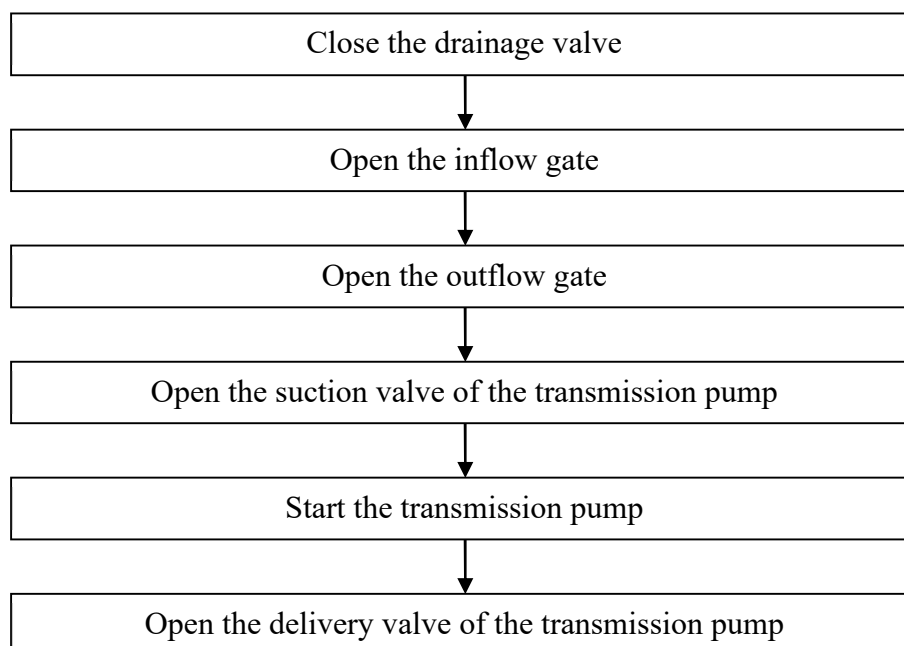 Close the drainage valve
Open the inflow gate
Open the outflow gate
Open the suction valve of the transmission pump
Start the transmission pump
Open the delivery valve of the transmission pump